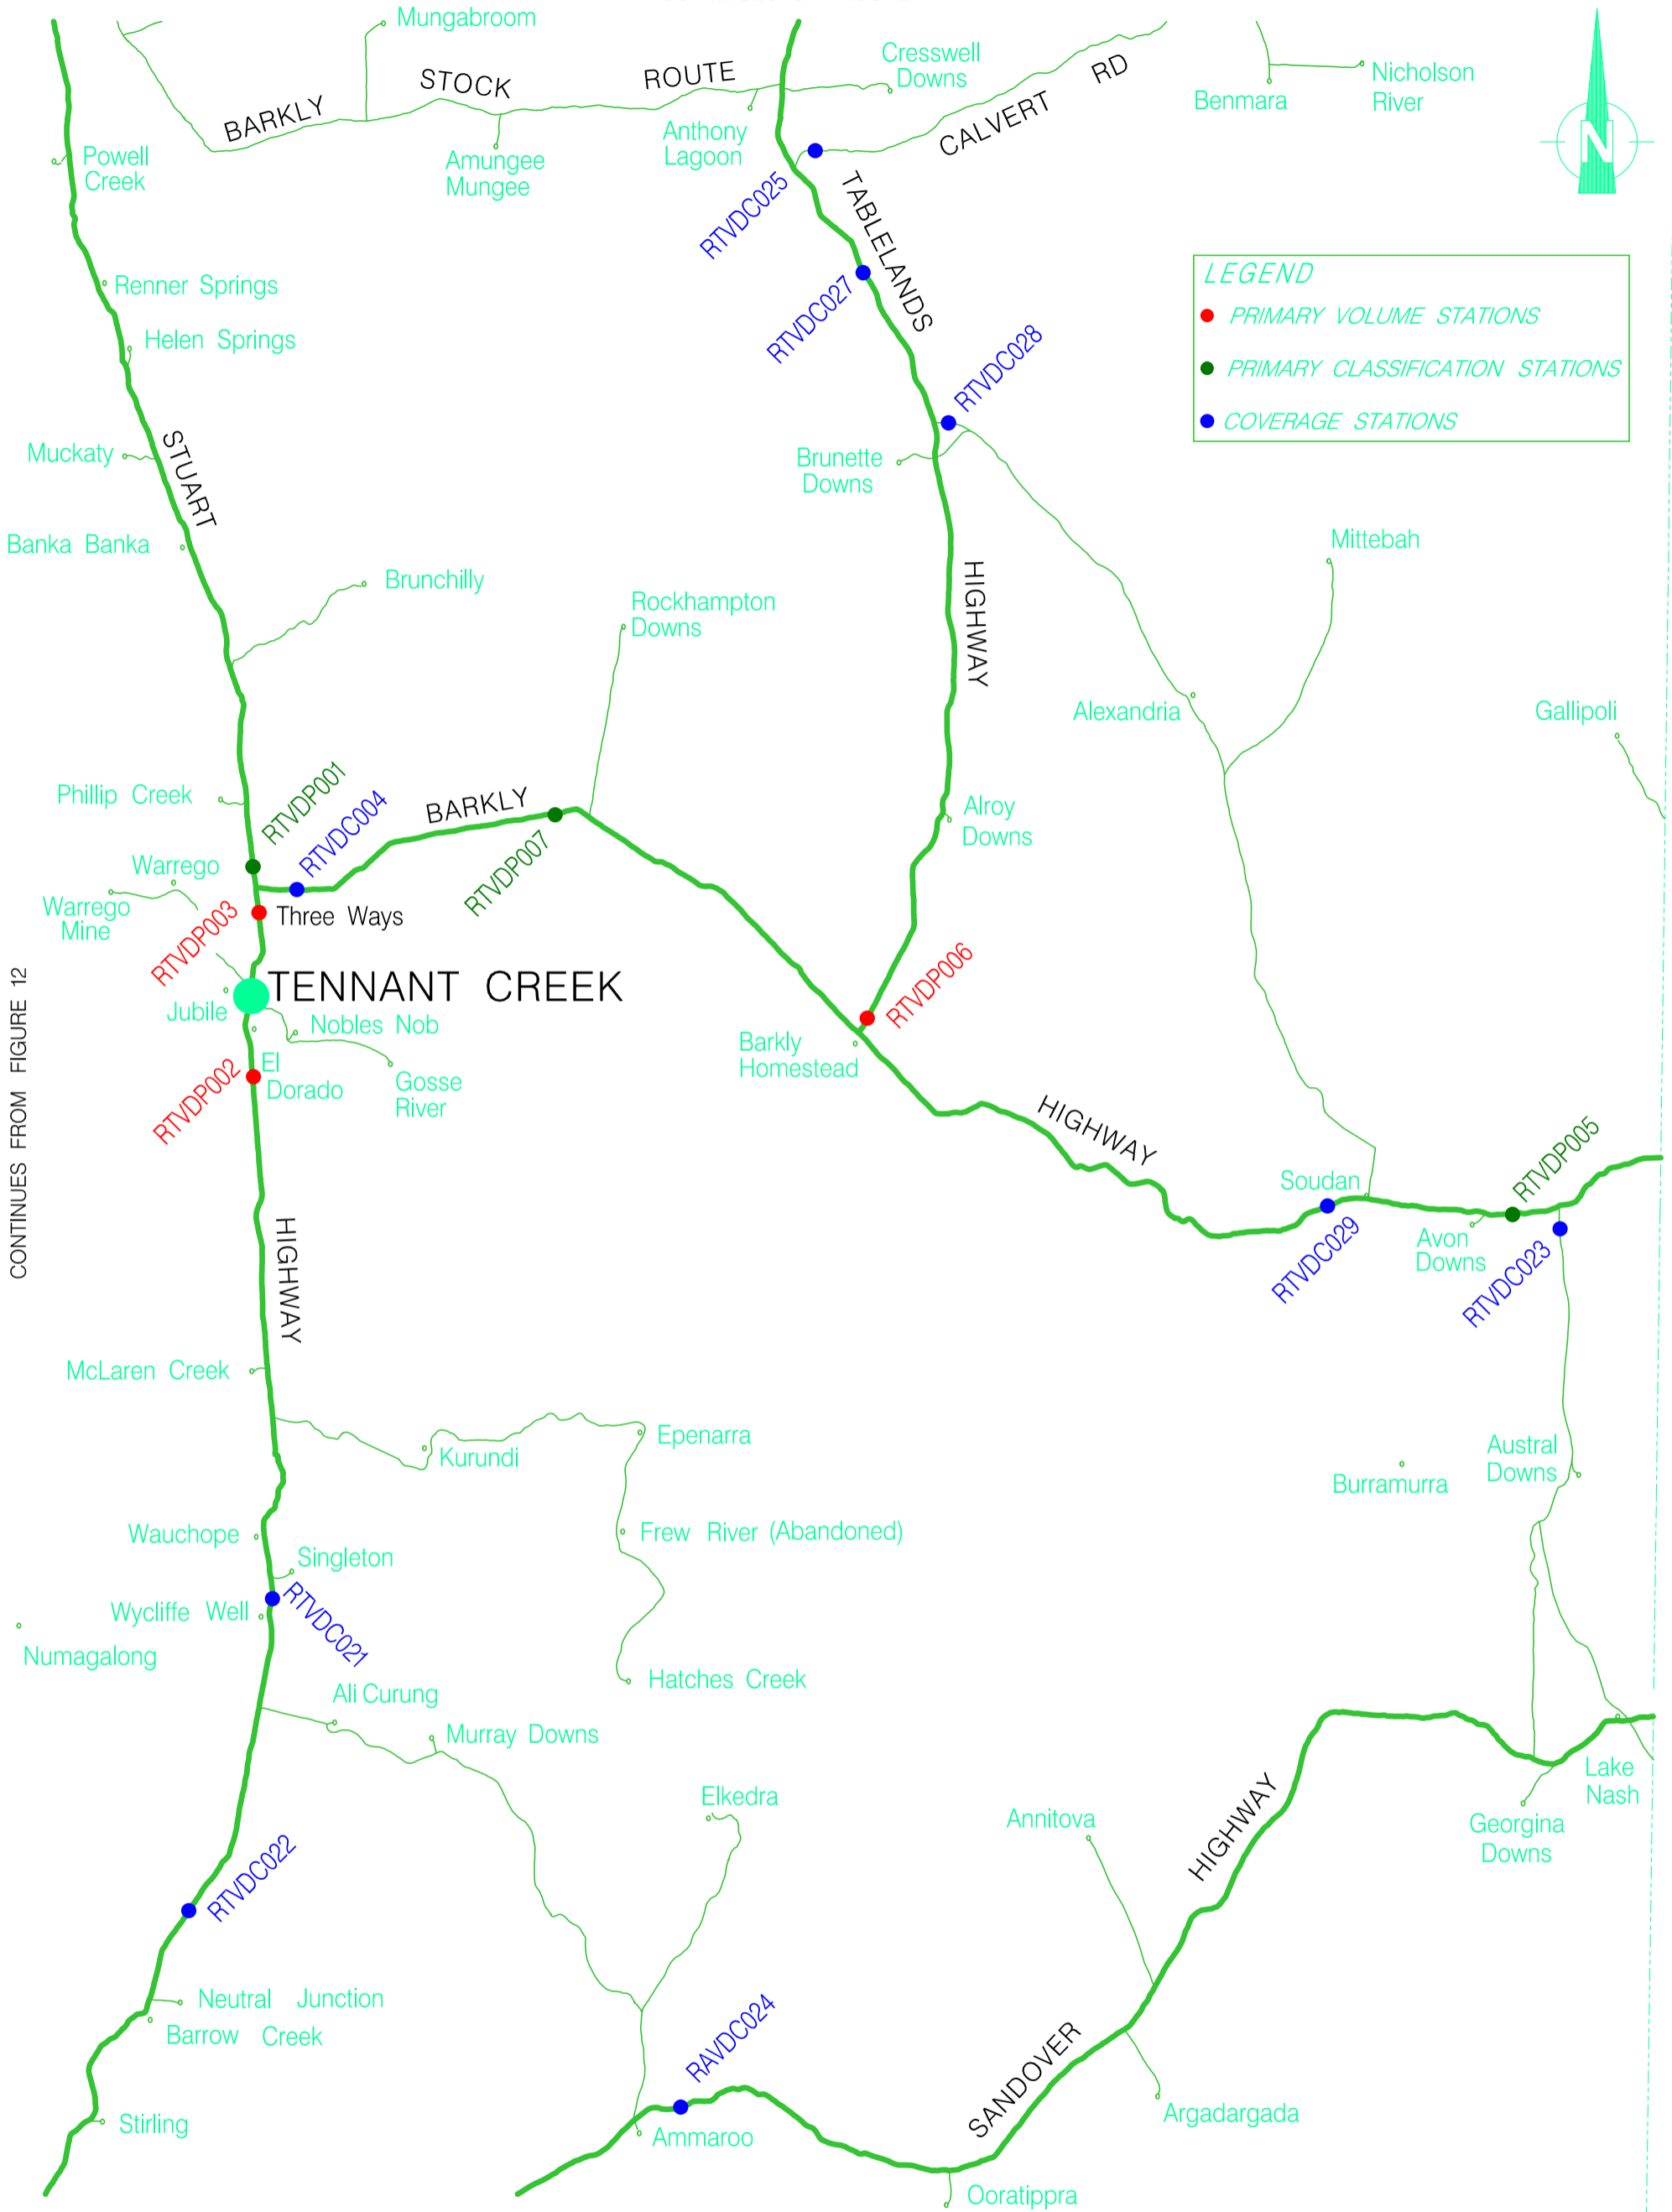 Mungabroom
BARKLY STOCK ROUTE
Cresswell
Downs
CALVERT RD
Nicholson
River
Benmara
N
Powell
Creek
Amungee
Mungee
Anthony
Lagoon
RTVDC025
TABLELANDS
RTVDC027
RTVDC028
LEGEND
PRIMARY VOLUME STATIONS
PRIMARY CLASSIFICATION STATIONS
COVERAGE STATIONS
Renner Springs
Helen Springs
STUART
Muckaty
Banka Banka
Brunette
Downs
HIGHWAY
Mittebah
Brunchilly
Rockhampton
Downs
Alexandria
Gallipoli
Phillip Creek
RTVDP001
RTVDC004
BARKLY
RTVDP007
Alroy
Downs
Warrego
Warrego
Mine
RTVDP003
Three Ways
TENNANT CREEK
Jubile
Nobles Nob
RTVDP006
Barkly
Homestead
El
Dorado
Gosse
River
RTVDP002
CONTINUES FROM FIGURE 12
HIGHWAY
HIGHWAY
Soudan
RTVDC029
RTVDP005
Avon
Downs
RTVDC023
McLaren Creek
Kurundi
Epenarra
Austral
Downs
Burramurra
Wauchope
Singleton
Frew River (Abandoned)
RTVDC021
Wycliffe Well
Numagalong
Hatches Creek
Ali Curung
Murray Downs
Elkedra
Annitova
HIGHWAY
Lake
Nash
Georgina
Downs
RTVDC022
Neutral Junction
Barrow Creek
RAVDC024
SANDOVER
Argadargada
Stirling
Ammaroo
Ooratippra